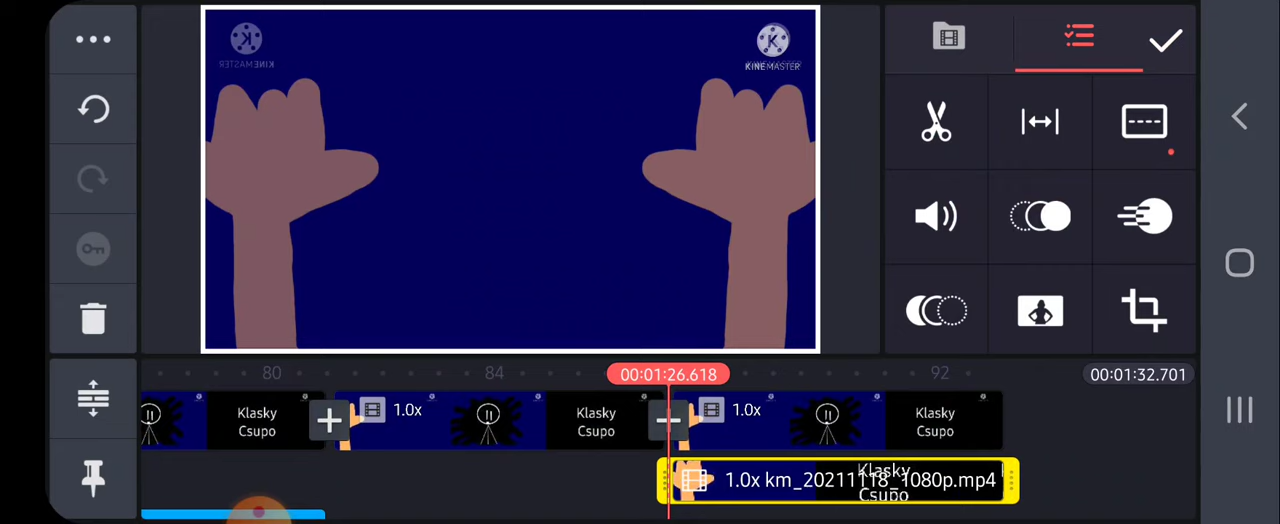 KINEMASTER
KINEMASTER
80
84
00:01:26.618
92
00:01:32.701
Klasky
Csupo
1.0x
Klasky
Csupo
1.0x
Klasky
Csupo
1.0x km_20211118_1080p.mp4
Klasky
Csupo